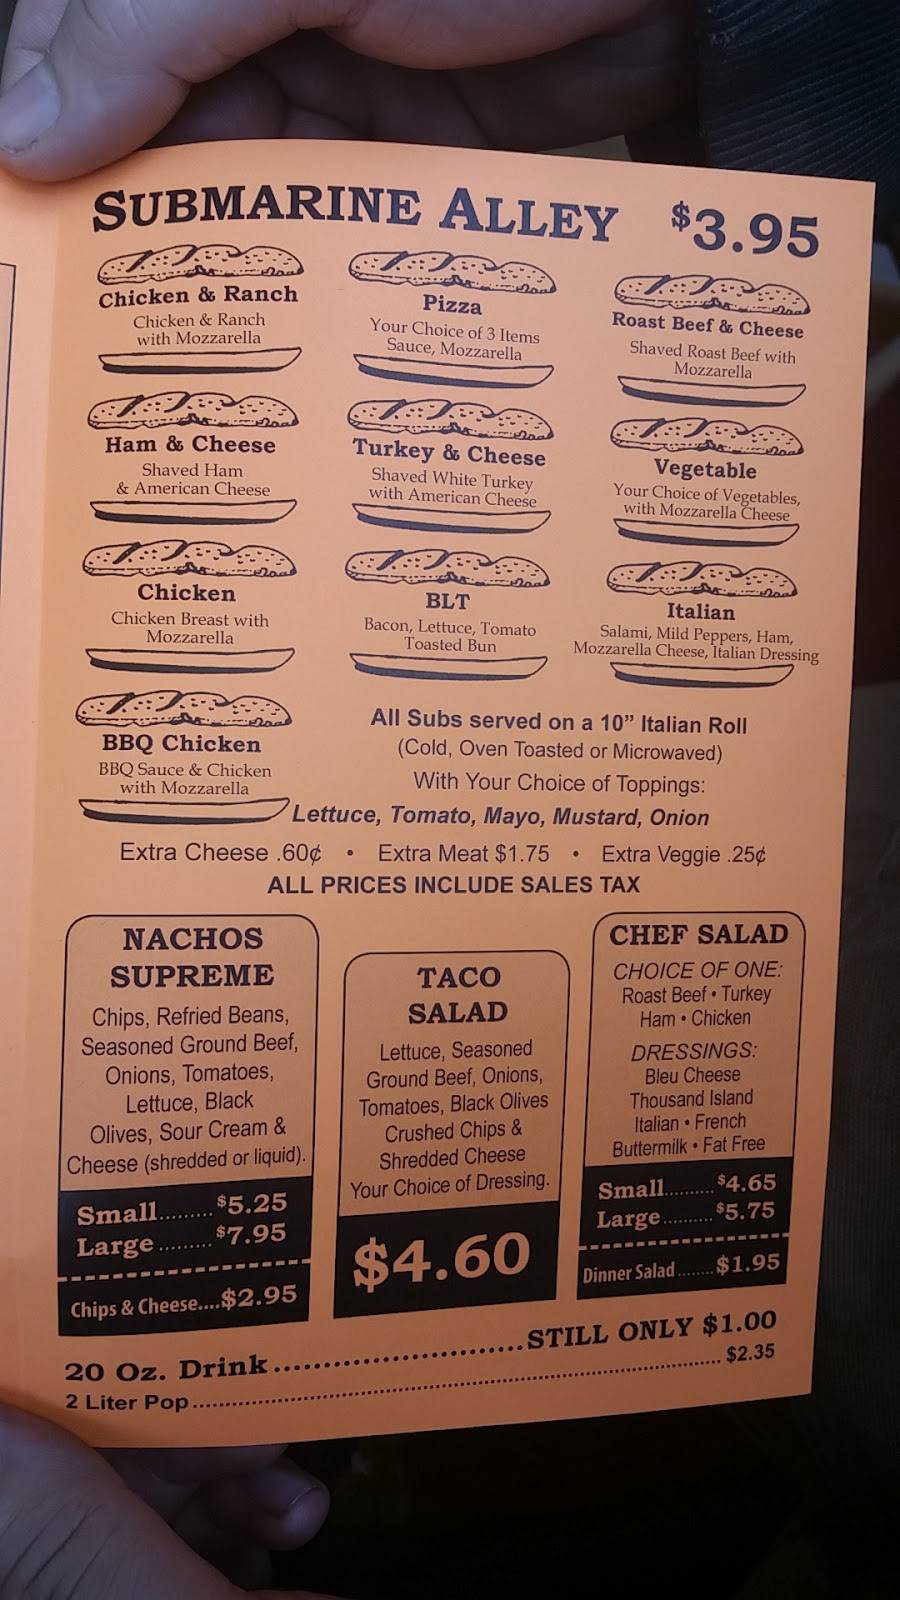 SUBMARINE ALLEY $3.95
Chicken & Ranch
Chicken & Ranch
with Mozzarella
Pizza
Your Choice of 3 Items
Sauce, Mozzarella
Roast Beef & Cheese
Shaved Roast Beef with
Mozzarella
Ham & Cheese
Shaved Ham
& American Cheese
Turkey & Cheese
Shaved White Turkey
with American Cheese
Vegetable
Your Choice of Vegetables,
with Mozzarella Cheese
Chicken
Chicken Breast with
Mozzarella
BLT
Bacon, Lettuce, Tomato
Toasted Bun
Italian
Salami, Mild Peppers, Ham,
Mozzarella Cheese, Italian Dressing
BBQ Chicken
BBQ Sauce & Chicken
with Mozzarella
All Subs served on a 10” Italian Roll
(Cold, Oven Toasted or Microwaved)
With Your Choice of Toppings:
Lettuce, Tomato, Mayo, Mustard, Onion
Extra Cheese .60¢ • Extra Meat $1.75 • Extra Veggie .25¢
ALL PRICES INCLUDE SALES TAX
NACHOS
SUPREME
Chips, Refried Beans,
Seasoned Ground Beef,
Onions, Tomatoes,
Lettuce, Black
Olives, Sour Cream &
Cheese (shredded or liquid).
Small.........$5.25
Large.........$7.95
Chips & Cheese....$2.95
TACO
SALAD
Lettuce, Seasoned
Ground Beef, Onions,
Tomatoes, Black Olives
Crushed Chips &
Shredded Cheese
Your Choice of Dressing.
$4.60
CHEF SALAD
CHOICE OF ONE:
Roast Beef • Turkey
Ham • Chicken
DRESSINGS:
Bleu Cheese
Thousand Island
Italian • French
Buttermilk • Fat Free
Small..........$4.65
Large..........$5.75
Dinner Salad........$1.95
20 Oz. Drink..............................STILL ONLY $1.00
2 Liter Pop........................................................................ $2.35